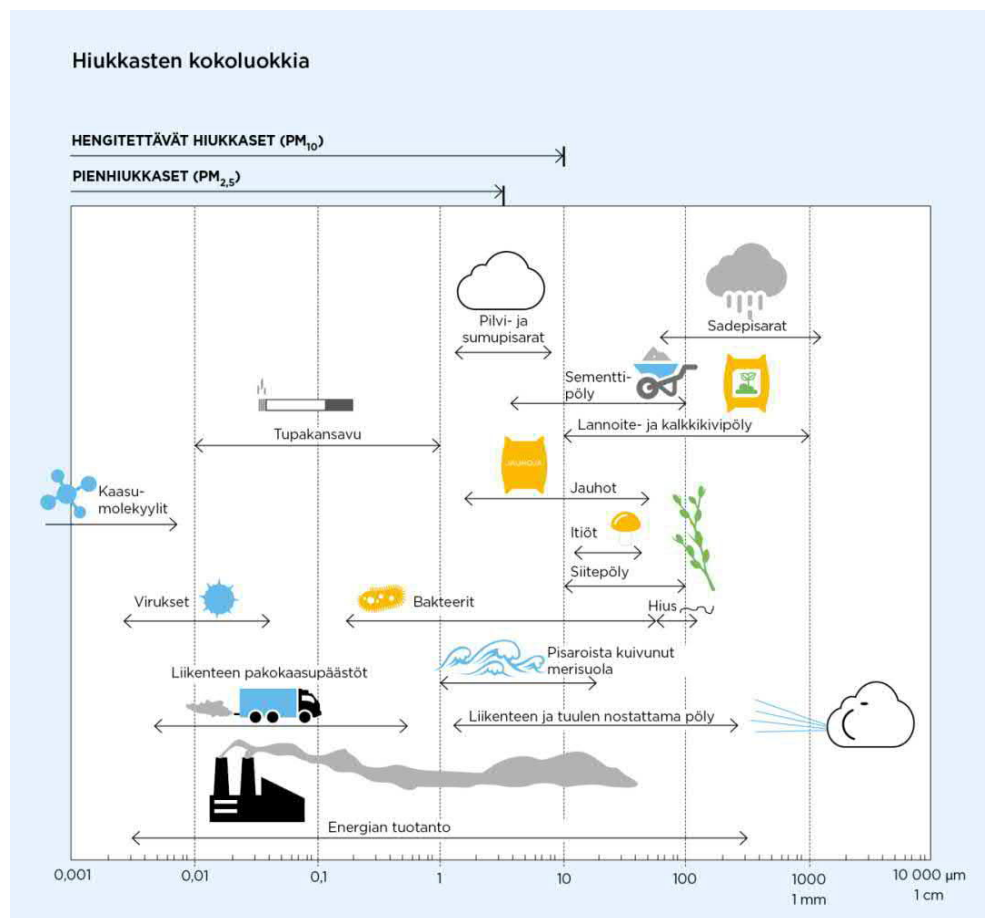 Hiukkasten kokoluokkia
HENGITETTÄVÄT HIUKKASET (PM10)
PIENHIUKKASET (PM2,5)
Pilvi- ja
sumupisarat
Sadepisarat
Sementti-
pöly
Lannoite- ja kalkkikivipöly
Tupakansavu
JAUHOJA
Jauhot
Kaasu-
molekyylit
Itiöt
Siitepöly
Virukset
Bakteerit
Hius
Pisaroista kuivunut
merisuola
Liikenteen pakokaasupäästöt
Liikenteen ja tuulen nostattama pöly
Energian tuotanto
0,001 0,01 0,1 1 10 100 1000 10 000 µm
1 mm 1 cm